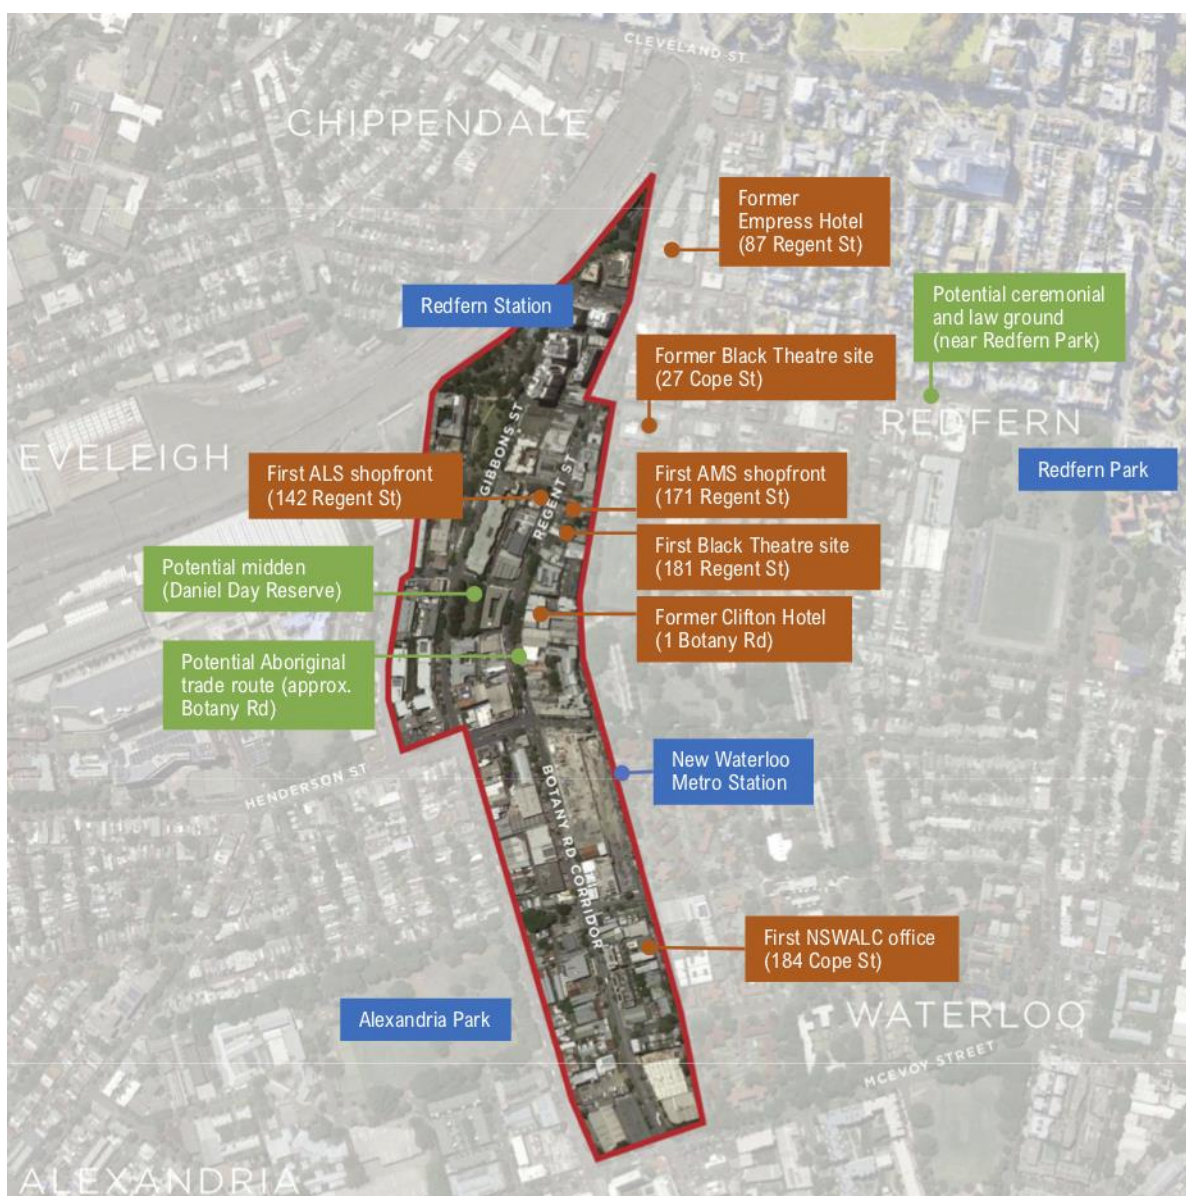 CLEVELAND ST
CHIPPENDALE
Former
Empress Hotel
(87 Regent St)
Redfern Station
Potential ceremonial
and law ground
(near Redfern Park)
Former Black Theatre site
(27 Cope St)
REDFERN
EVELEIGH
GIBBONS ST
REGENT ST
First ALS shopfront
(142 Regent St)
First AMS shopfront
(171 Regent St)
Redfern Park
First Black Theatre site
(181 Regent St)
Potential midden
(Daniel Day Reserve)
Former Clifton Hotel
(1 Botany Rd)
Potential Aboriginal
trade route (approx.
Botany Rd)
New Waterloo
Metro Station
HENDERSON ST
BOTANY RD CORRIDOR
First NSWALC office
(184 Cope St)
Alexandria Park
WATERLOO
MCEVOY STREET
ALEXANDRIA